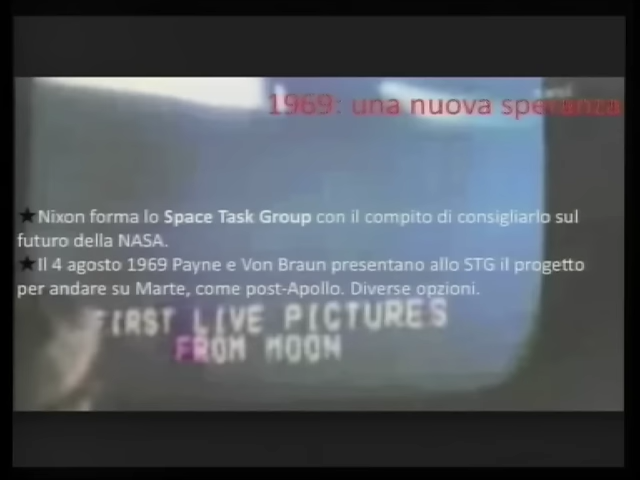 1969: una nuova speranza
★Nixon forma lo Space Task Group con il compito di consigliarlo sul
futuro della NASA.
★Il 4 agosto 1969 Payne e Von Braun presentano allo STG il progetto
per andare su Marte, come post-Apollo. Diverse opzioni.
FIRST LIVE PICTURES
FROM MOON